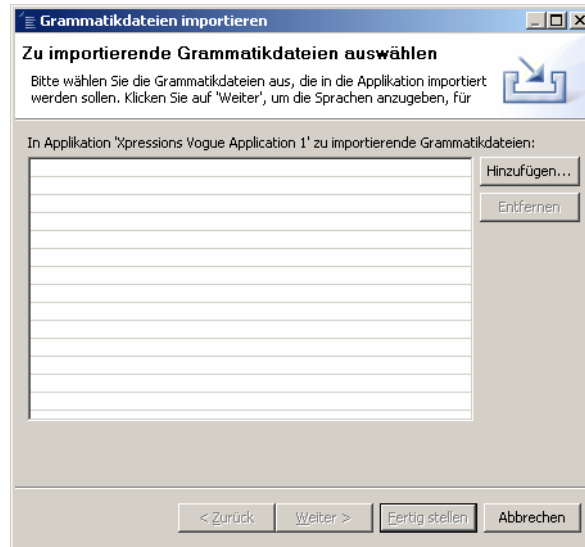 Grammatikdateien importieren
Zu importierende Grammatikdateien auswählen
Bitte wählen Sie die Grammatikdateien aus, die in die Applikation importiert
werden sollen. Klicken Sie auf 'Weiter', um die Sprachen anzugeben, für
In Applikation 'Xpressions Vogue Application 1' zu importierende Grammatikdateien:
Hinzufügen...
Entfernen
< Zurück
Weiter >
Fertig stellen
Abbrechen